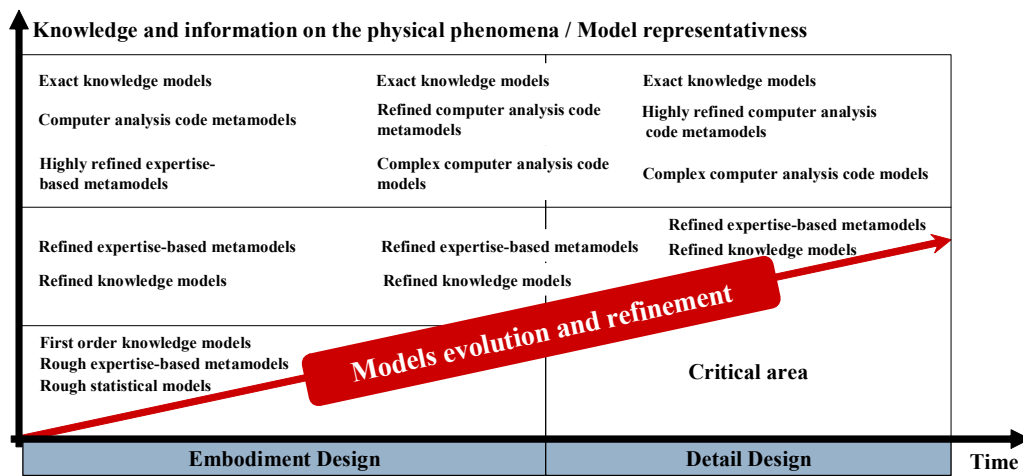 Knowledge and information on the physical phenomena / Model representativness
Exact knowledge models
Exact knowledge models
Exact knowledge models
Computer analysis code metamodels
Refined computer analysis code
metamodels
Highly refined computer analysis
code metamodels
Highly refined expertise-
based metamodels
Complex computer analysis code
models
Complex computer analysis code models
Refined expertise-based metamodels
Refined knowledge models
Refined expertise-based metamodels
Refined knowledge models
Refined expertise-based metamodels
Refined knowledge models
First order knowledge models
Rough expertise-based metamodels
Rough statistical models
Models evolution and refinement
Critical area
Embodiment Design
Detail Design
Time